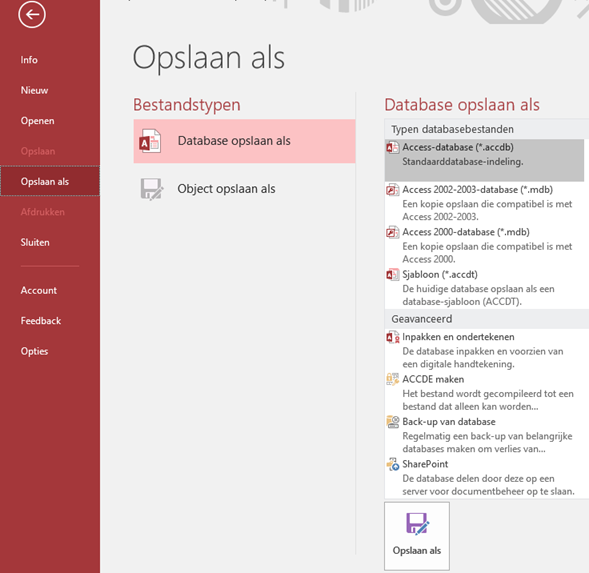 Info
Nieuw
Openen
Opslaan
Opslaan als
Afdrukken
Sluiten
Account
Feedback
Opties
Opslaan als
Bestandstypen
Database opslaan als
Object opslaan als
Database opslaan als
Typen databasebestanden
Access-database (*.accdb)
Standaarddatabase-indeling.
Access 2002-2003-database (*.mdb)
Een kopie opslaan die compatibel is met
Access 2002-2003.
Access 2000-database (*.mdb)
Een kopie opslaan die compatibel is met
Access 2000.
Sjabloon (*.accdt)
De huidige database opslaan als een
database-sjabloon (ACCDT).
Geavanceerd
Inpakken en ondertekenen
De database inpakken en voorzien van
een digitale handtekening.
ACCDE maken
Het bestand wordt gecompileerd tot een
bestand dat alleen kan worden...
Back-up van database
Regelmatig een back-up van belangrijke
databases maken om verlies van...
SharePoint
De database delen door deze op een
server voor documentbeheer op te slaan.
Opslaan als